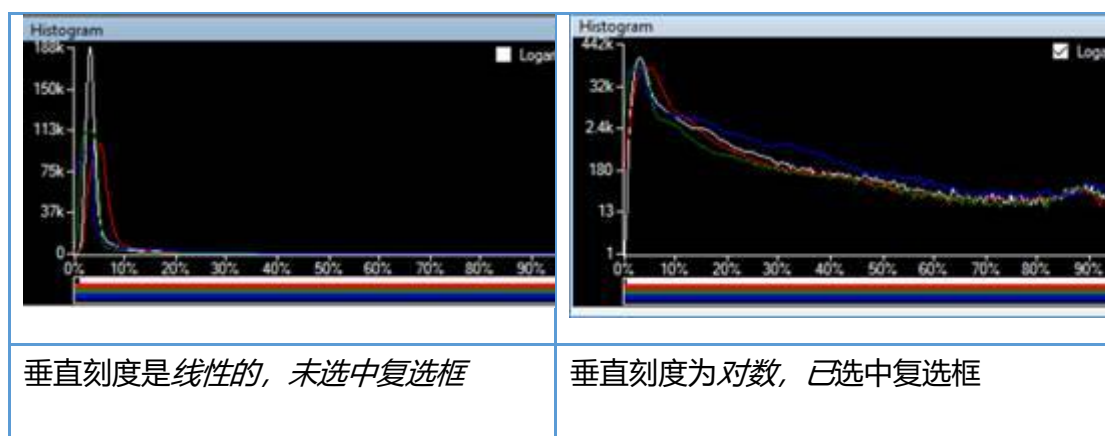 Histogram
188k
Logar
150k
113k
75k
37k
0
0% 10% 20% 30% 40% 50% 60% 70% 80% 90%
垂直刻度是线性的，未选中复选框
Histogram
442k
Loga
32k
2.4k
180
13
1
0% 10% 20% 30% 40% 50% 60% 70% 80% 90%
垂直刻度为对数，已选中复选框